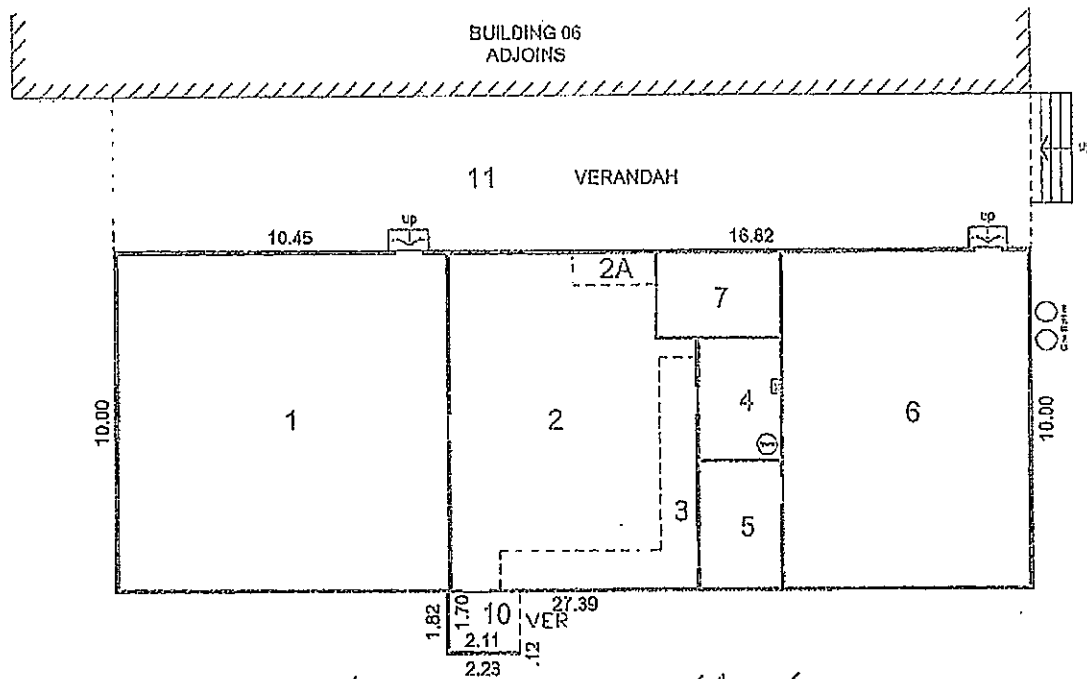 BUILDING 06
ADJOINS
11 VERANDAH
up up
10.45 16.82
2A
7
10.00 1 2 4 6 10.00
3 5
27.39
1.82 1.70 10 VER
2.11 .12
2.23